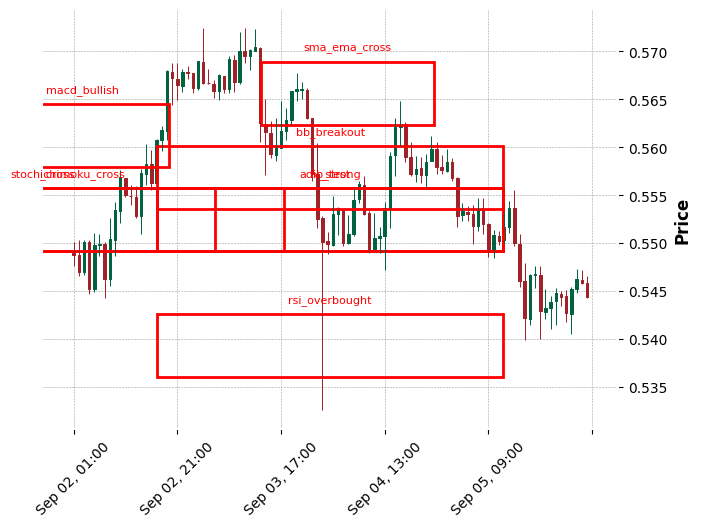 sma_ema_cross
macd_bullish
bb_breakout
adx_strong
rsi_overbought
0.570
0.565
0.560
0.555
0.550
0.545
0.540
0.535
Price
Sep 02, 01:00
Sep 02, 21:00
Sep 03, 17:00
Sep 04, 13:00
Sep 05, 09:00